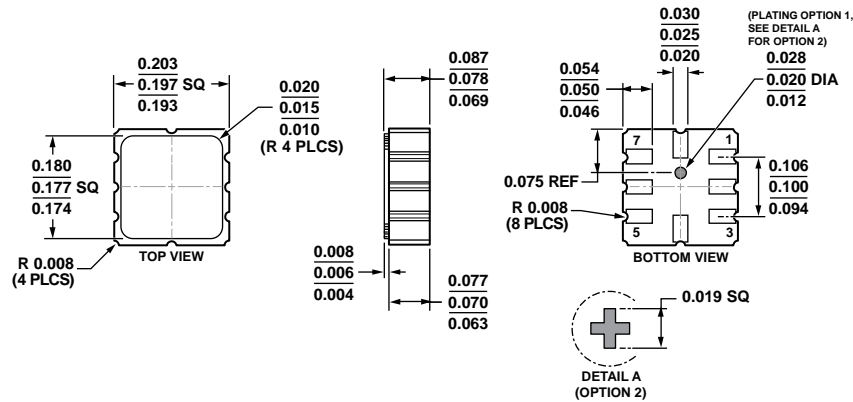 0.203
0.197 SQ
0.193
0.020
0.015
0.010
(R 4 PLCS)
0.180
0.177 SQ
0.174
R 0.008
(4 PLCS)
TOP VIEW
0.087
0.078
0.069
0.008
0.006
0.004
0.077
0.070
0.063
0.030
0.025
0.020
(PLATING OPTION 1,
SEE DETAIL A
FOR OPTION 2)
0.054
0.050
0.046
0.028
0.020 DIA
0.012
7
1
0.075 REF
0.106
0.100
0.094
R 0.008
(8 PLCS)
5
3
BOTTOM VIEW
0.019 SQ
DETAIL A
(OPTION 2)